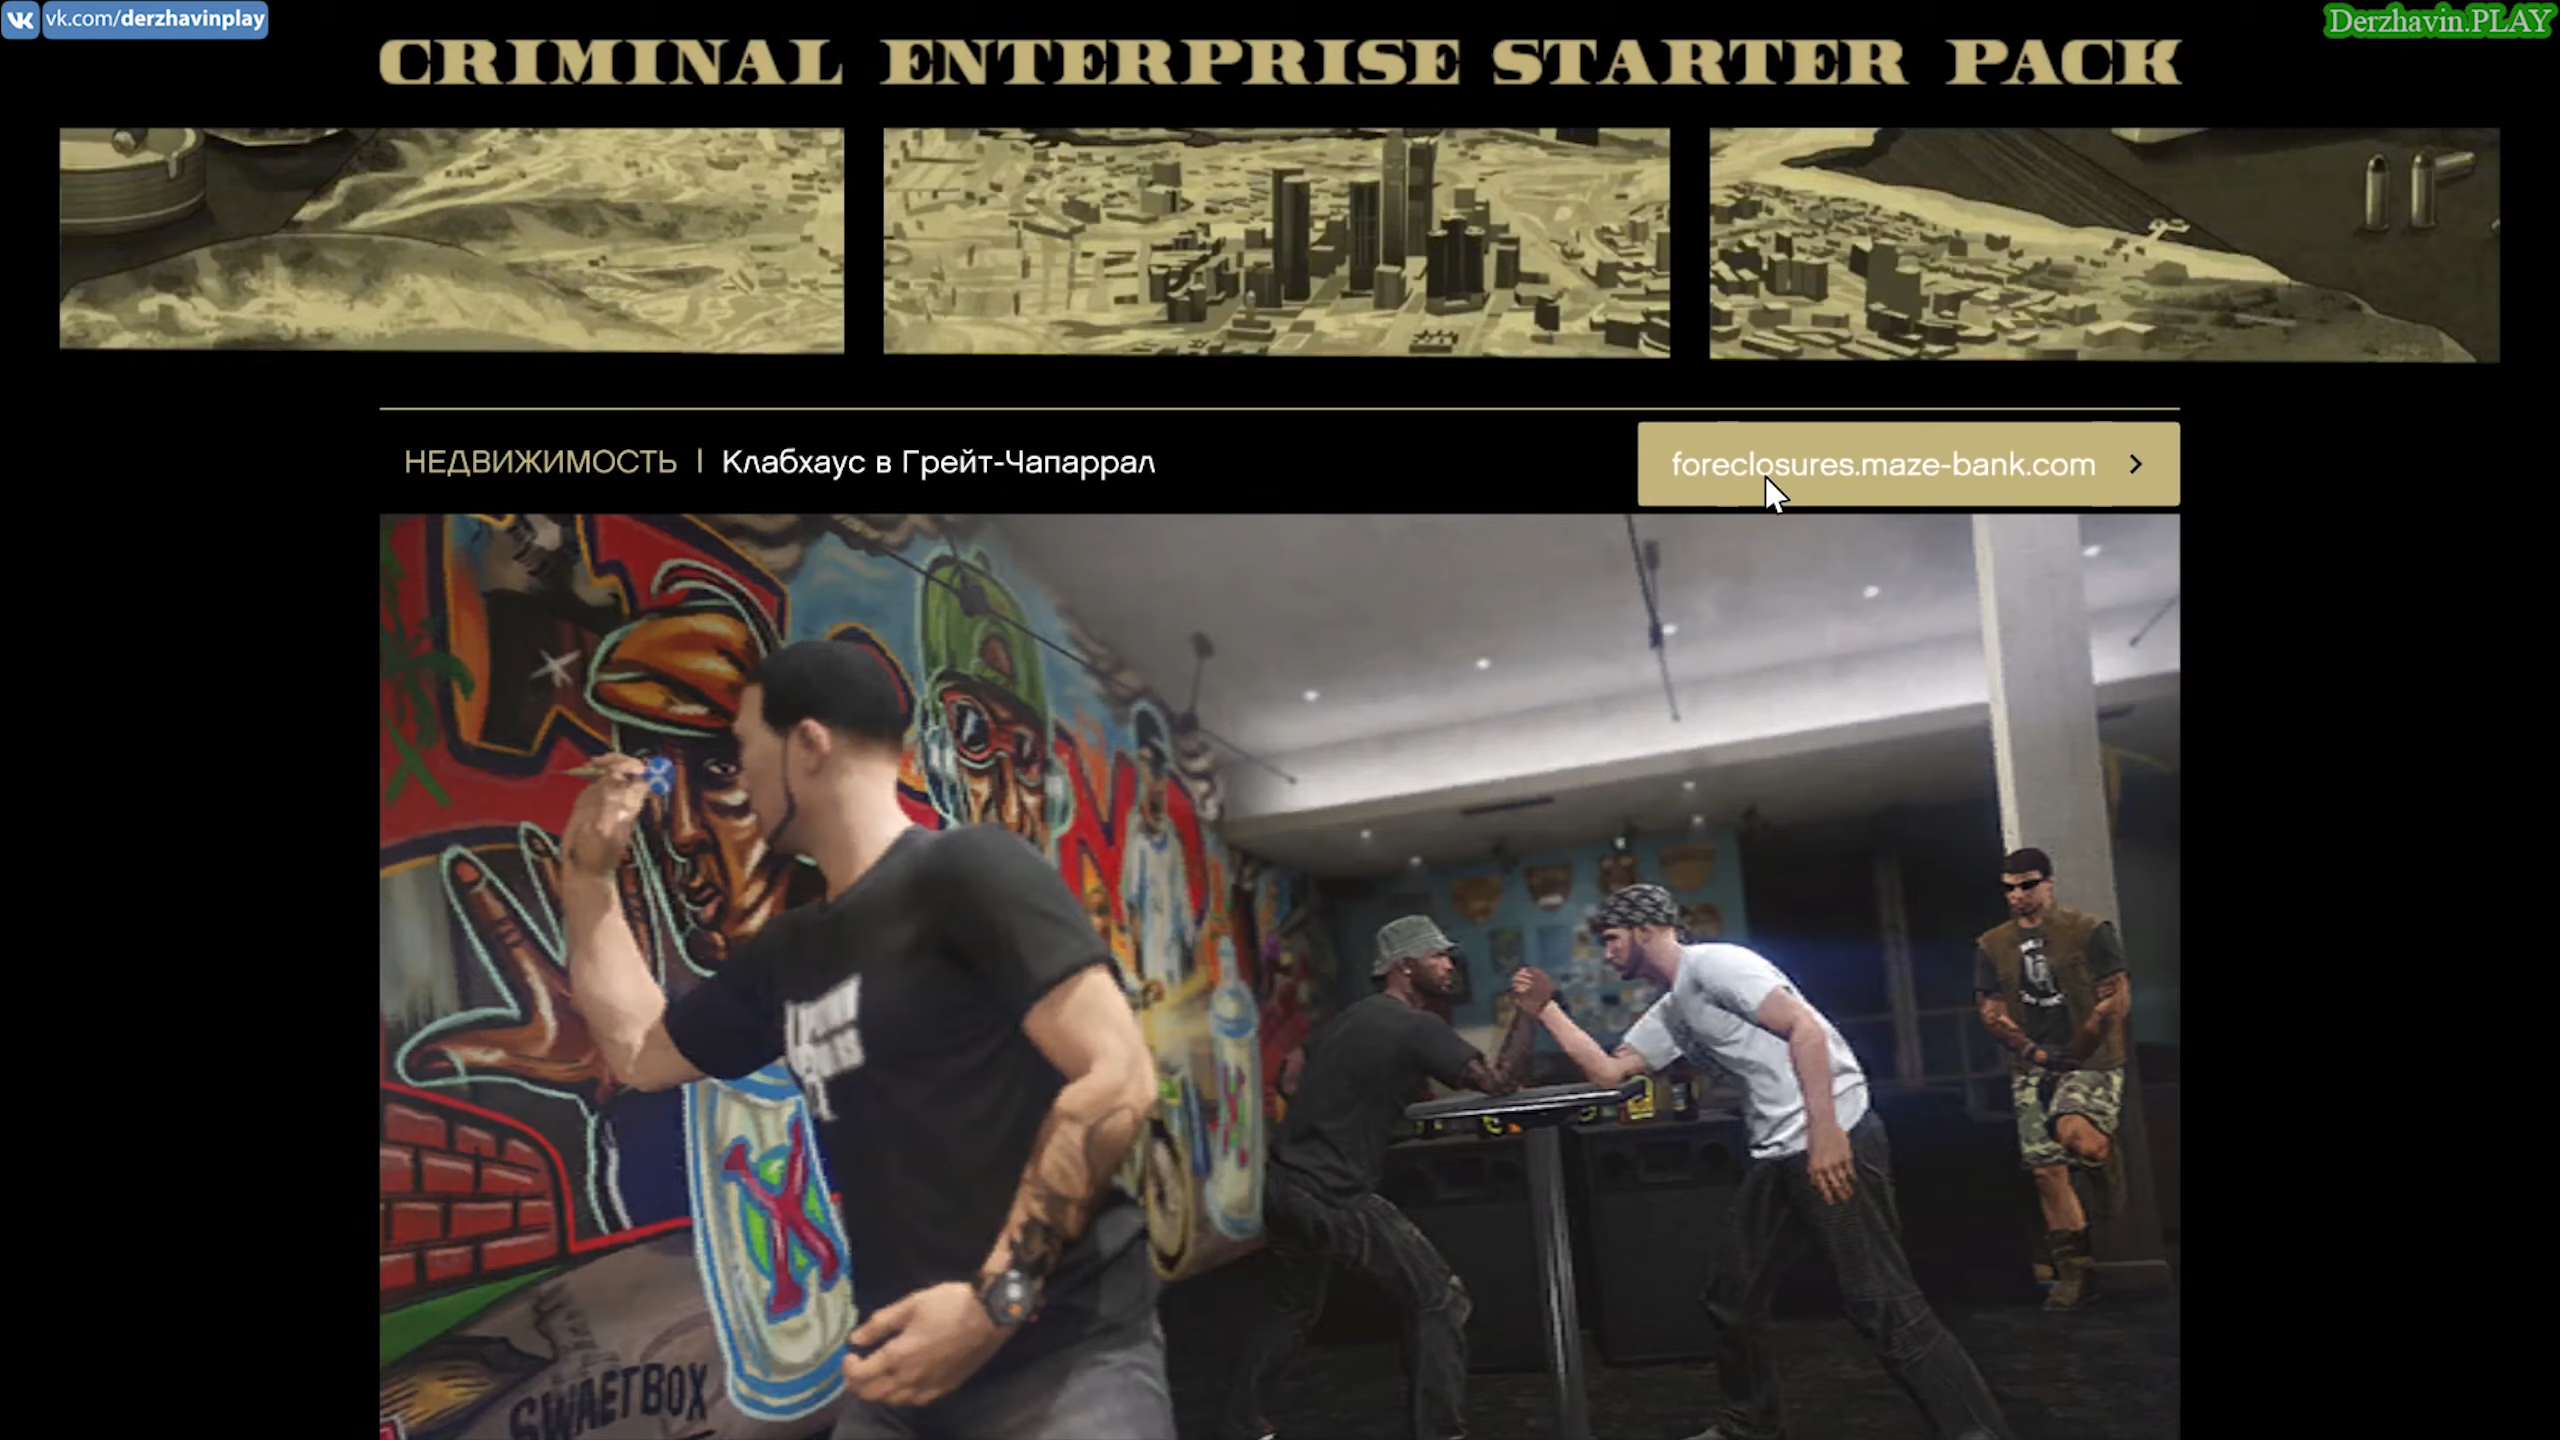 vk.com/derzhavinplay
Derzhavin.PLAY
CRIMINAL ENTERPRISE STARTER PACK
НЕДВИЖИМОСТЬ | Клабхаус в Грейт-Чапаррал
foreclosures.maze-bank.com
SWAETBOX